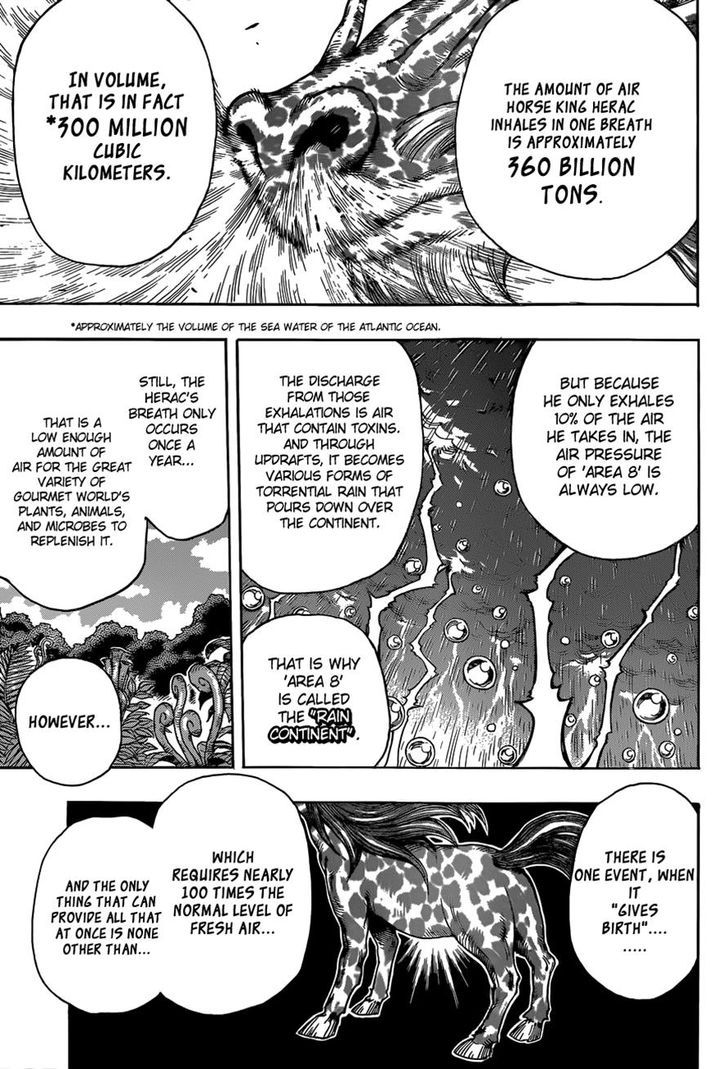 THE AMOUNT OF AIR
HORSE KING HERAC
INHALES IN ONE BREATH
IS APPROXIMATELY
360 BILLION
TONS.
IN VOLUME,
THAT IS IN FACT
*300 MILLION
CUBIC
KILOMETERS.
*APPROXIMATELY THE VOLUME OF THE SEA WATER OF THE ATLANTIC OCEAN.
BUT BECAUSE
HE ONLY EXHALES
10% OF THE AIR
HE TAKES IN, THE
AIR PRESSURE
OF 'AREA 8' IS
ALWAYS LOW.
THE DISCHARGE
FROM THOSE
EXHALATIONS IS AIR
THAT CONTAIN TOXINS.
AND THROUGH
UPDRAFTS, IT BECOMES
VARIOUS FORMS OF
TORRENTIAL RAIN THAT
POURS DOWN OVER
THE CONTINENT.
THAT IS WHY
'AREA 8'
IS CALLED
THE "RAIN
CONTINENT".
STILL, THE
HERAC'S
BREATH ONLY
OCCURS
ONCE A
YEAR...
THAT IS A
LOW ENOUGH
AMOUNT OF
AIR FOR THE GREAT
VARIETY OF
GOURMET WORLD'S
PLANTS, ANIMALS,
AND MICROBES TO
REPLENISH IT.
HOWEVER...
THERE IS
ONE EVENT, WHEN
IT
"GIVES
BIRTH"....
.....
WHICH
REQUIRES NEARLY
100 TIMES THE
NORMAL LEVEL OF
FRESH AIR...
AND THE ONLY
THING THAT CAN
PROVIDE ALL THAT
AT ONCE IS NONE
OTHER THAN...